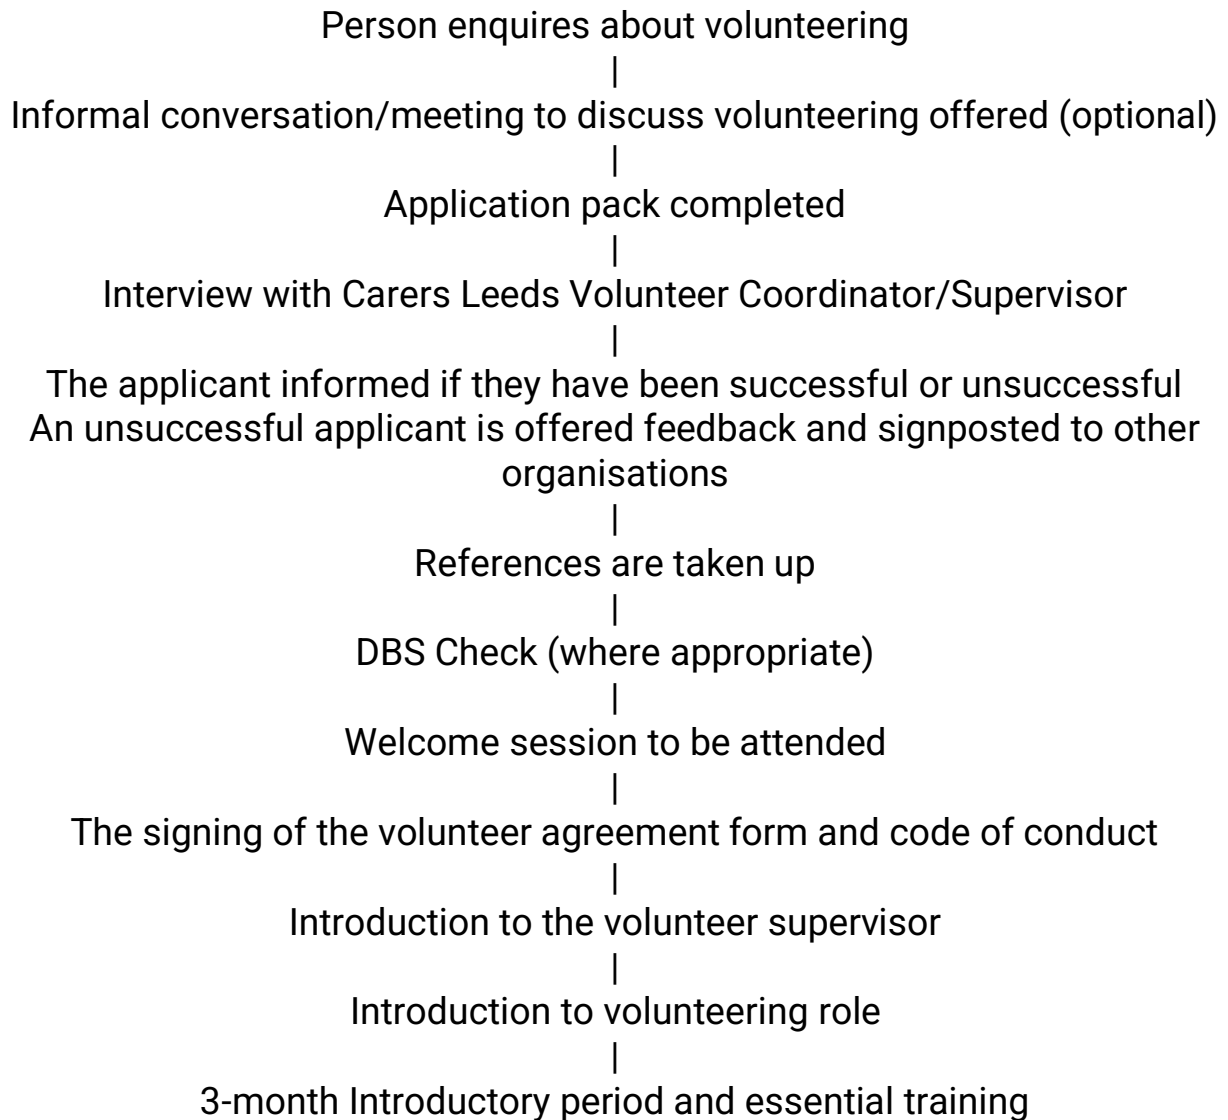 Person enquires about volunteering
|
Informal conversation/meeting to discuss volunteering offered (optional)
|
Application pack completed
|
Interview with Carers Leeds Volunteer Coordinator/Supervisor
|
The applicant informed if they have been successful or unsuccessful
An unsuccessful applicant is offered feedback and signposted to other
organisations
|
References are taken up
|
DBS Check (where appropriate)
|
Welcome session to be attended
|
The signing of the volunteer agreement form and code of conduct
|
Introduction to the volunteer supervisor
|
Introduction to volunteering role
|
3-month Introductory period and essential training